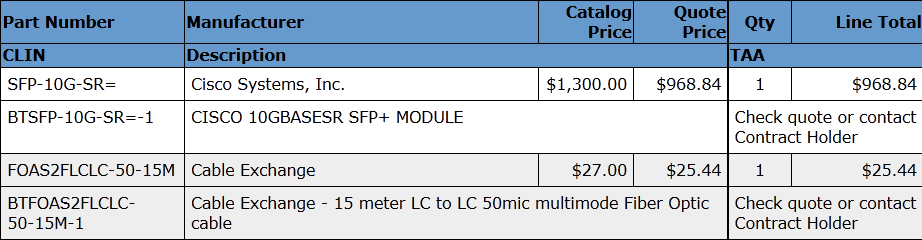 Part Number Manufacturer Catalog Price Quote Price Qty Line Total
CLIN Description TAA
SFP-10G-SR= Cisco Systems, Inc. $1,300.00 $968.84 1 $968.84
BTSFP-10G-SR=-1 CISCO 10GBASESR SFP+ MODULE Check quote or contact
Contract Holder
FOAS2FLCLC-50-15M Cable Exchange $27.00 $25.44 1 $25.44
BTFOAS2FLCLC- Cable Exchange - 15 meter LC to LC 50mic multimode Fiber Optic Check quote or contact
50-15M-1 cable Contract Holder